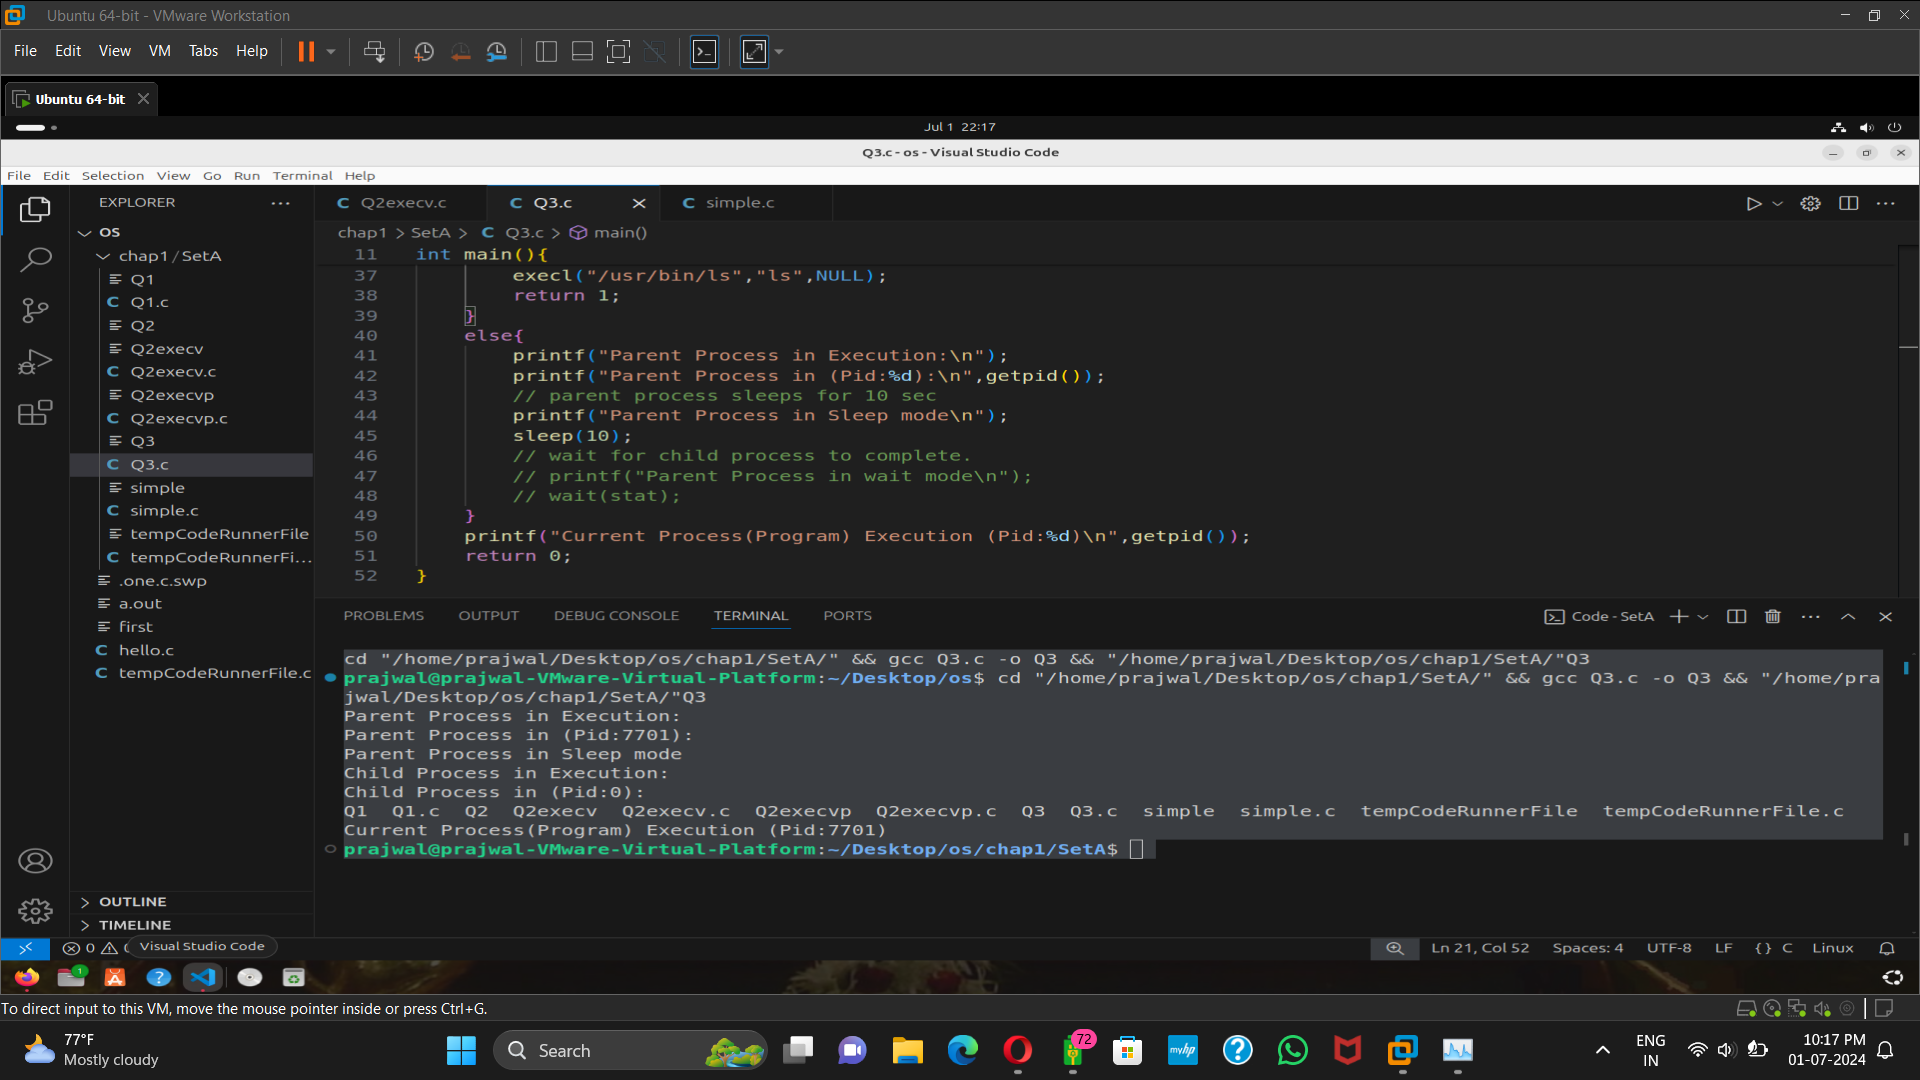 Ubuntu 64-bit - VMware Workstation
File Edit View VM Tabs Help
Ubuntu 64-bit
Jul 1 22:17
Q3.c - os - Visual Studio Code
File Edit Selection View Go Run Terminal Help
EXPLORER
OS
chap1 / SetA
Q1
Q1.c
Q2
Q2execv
Q2execv.c
Q2execvp
Q2execvp.c
Q3
Q3.c
simple
simple.c
tempCodeRunnerFile
tempCodeRunnerFi...
.one.c.swp
a.out
first
hello.c
tempCodeRunnerFile.c
OUTLINE
TIMELINE
Q2execv.c Q3.c simple.c
chap1 > SetA > C Q3.c > main()
11 int main(){
37 execl("/usr/bin/ls","ls",NULL);
38 return 1;
39 }
40 else{
41 printf("Parent Process in Execution:\n");
42 printf("Parent Process in (Pid:%d):\n",getpid());
43 // parent process sleeps for 10 sec
44 printf("Parent Process in Sleep mode\n");
45 sleep(10);
46 // wait for child process to complete.
47 // printf("Parent Process in wait mode\n");
48 // wait(stat);
49 }
50 printf("Current Process(Program) Execution (Pid:%d)\n",getpid());
51 return 0;
52 }
PROBLEMS OUTPUT DEBUG CONSOLE TERMINAL PORTS
Code - SetA
cd "/home/prajwal/Desktop/os/chap1/SetA/" && gcc Q3.c -o Q3 && "/home/prajwal/Desktop/os/chap1/SetA/"Q3
prajwal@prajwal-VMware-Virtual-Platform:~/Desktop/os$ cd "/home/prajwal/Desktop/os/chap1/SetA/" && gcc Q3.c -o Q3 && "/home/pra
jwal/Desktop/os/chap1/SetA/"Q3
Parent Process in Execution:
Parent Process in (Pid:7701):
Parent Process in Sleep mode
Child Process in Execution:
Child Process in (Pid:0):
Q1 Q1.c Q2 Q2execv Q2execv.c Q2execvp Q2execvp.c Q3 Q3.c simple simple.c tempCodeRunnerFile tempCodeRunnerFile.c
Current Process(Program) Execution (Pid:7701)
prajwal@prajwal-VMware-Virtual-Platform:~/Desktop/os/chap1/SetA$
0
Visual Studio Code
Ln 21, Col 52 Spaces: 4 UTF-8 LF {} C Linux
To direct input to this VM, move the mouse pointer inside or press Ctrl+G.
77°F
Mostly cloudy
Search
72
myhp
ENG
IN
10:17 PM
01-07-2024